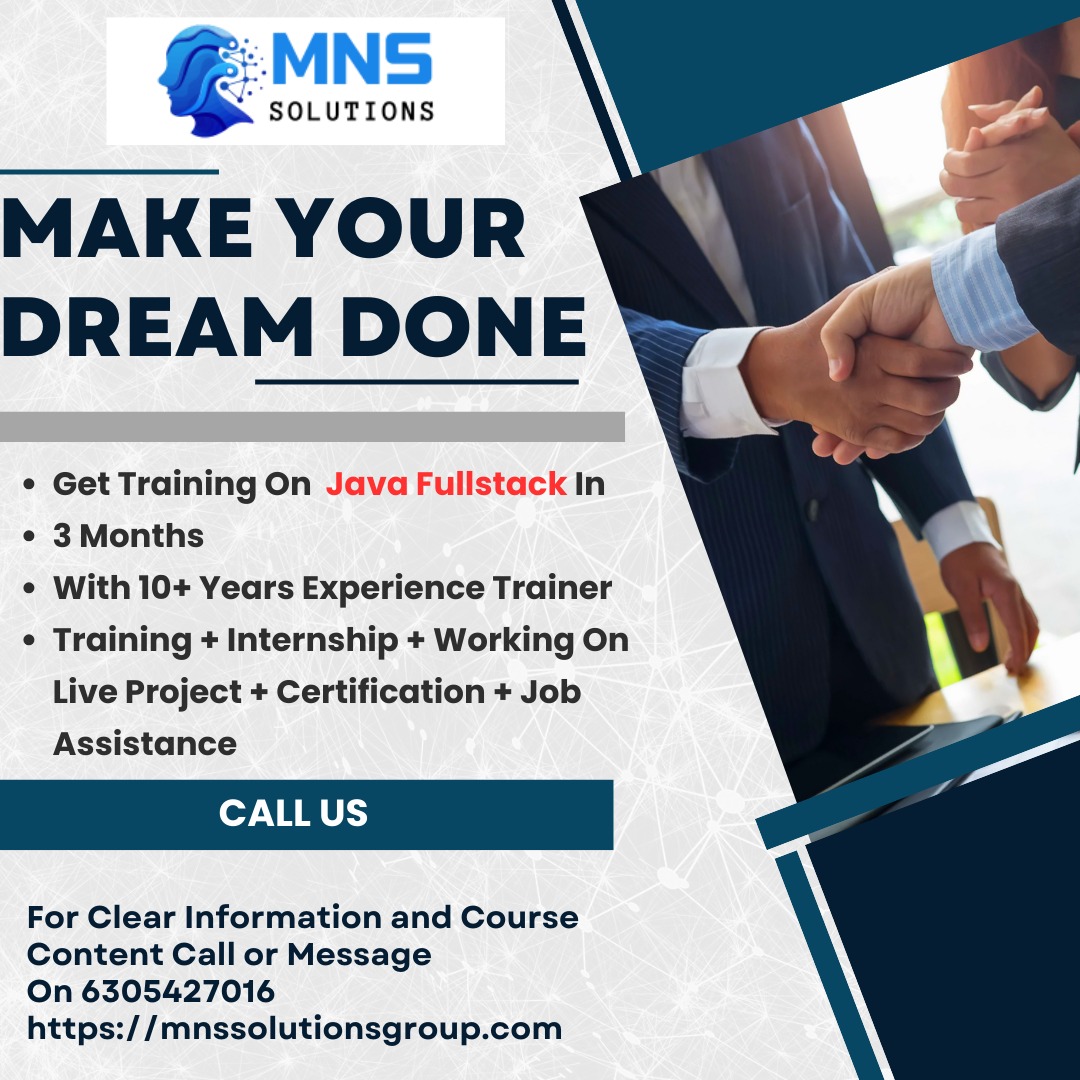 MNS
SOLUTIONS
MAKE YOUR
DREAM DONE
• Get Training On Java Fullstack In
• 3 Months
• With 10+ Years Experience Trainer
• Training + Internship + Working On
Live Project + Certification + Job
Assistance
CALL US
For Clear Information and Course
Content Call or Message
On 6305427016
https://mnssolutionsgroup.com